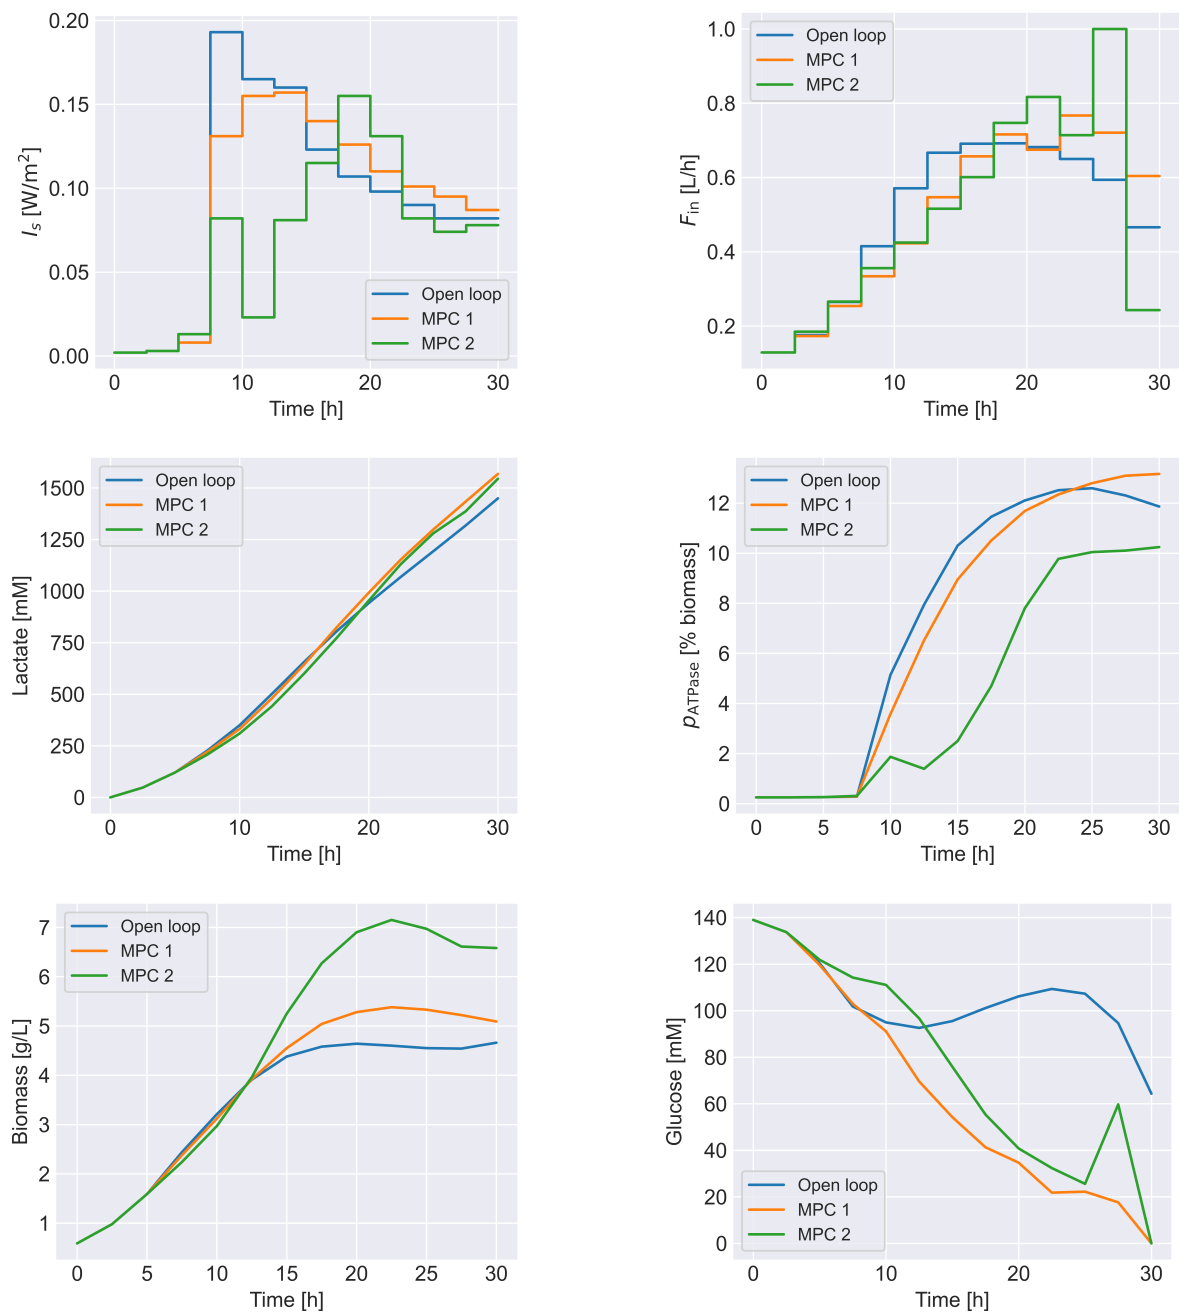 0.20
0.15
0.10
0.05
0.00
I_s [W/m²]
Open loop
MPC 1
MPC 2
0 10 20 30
Time [h]
1.0
0.8
0.6
0.4
0.2
F_in [L/h]
Open loop
MPC 1
MPC 2
0 10 20 30
Time [h]
1500
1250
1000
750
500
250
0
Lactate [mM]
Open loop
MPC 1
MPC 2
0 10 20 30
Time [h]
12
10
8
6
4
2
0
p_ATPase [% biomass]
Open loop
MPC 1
MPC 2
0 5 10 15 20 25 30
Time [h]
7
6
5
4
3
2
1
Biomass [g/L]
Open loop
MPC 1
MPC 2
0 5 10 15 20 25 30
Time [h]
140
120
100
80
60
40
20
0
Glucose [mM]
Open loop
MPC 1
MPC 2
0 10 20 30
Time [h]